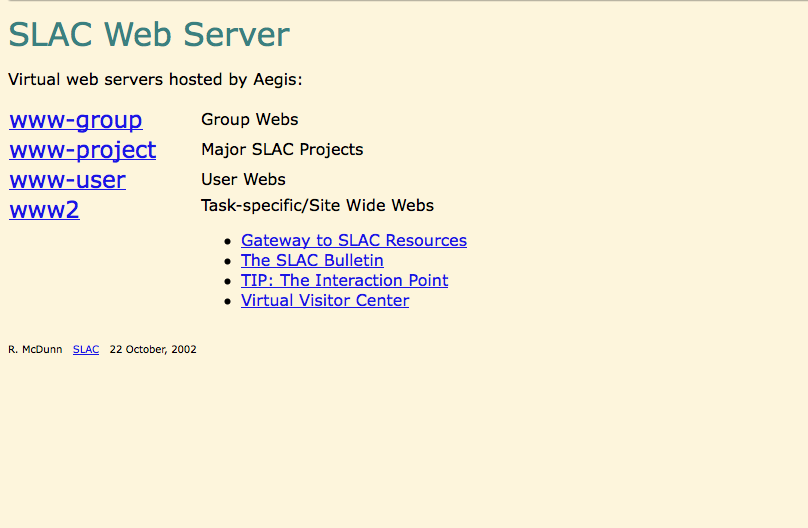 SLAC Web Server
Virtual web servers hosted by Aegis:
www-group Group Webs
www-project Major SLAC Projects
www-user User Webs
www2 Task-specific/Site Wide Webs
• Gateway to SLAC Resources
• The SLAC Bulletin
• TIP: The Interaction Point
• Virtual Visitor Center
R. McDunn SLAC 22 October, 2002